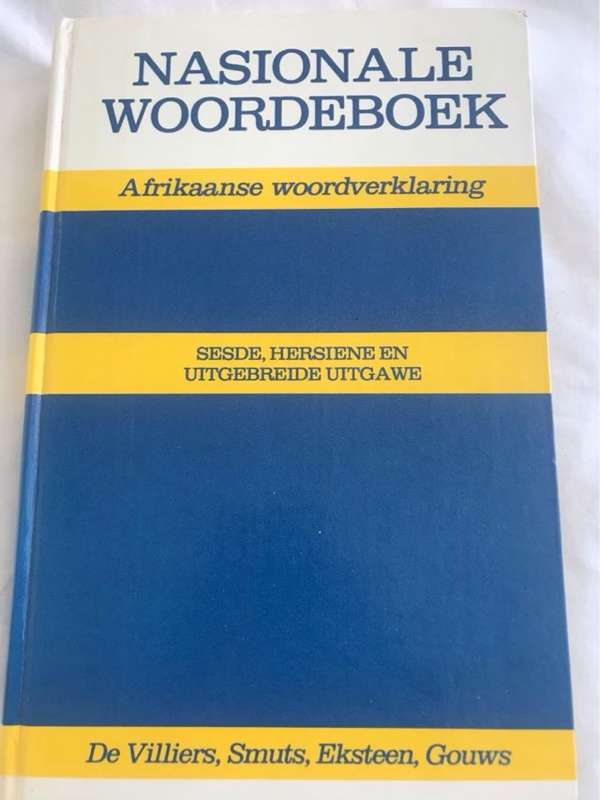 NASIONALE
WOORDEBOEK
Afrikaanse woordverklaring
SESDE, HERSIENE EN
UITGEBREIDE UITGAWE
De Villiers, Smuts, Eksteen, Gouws